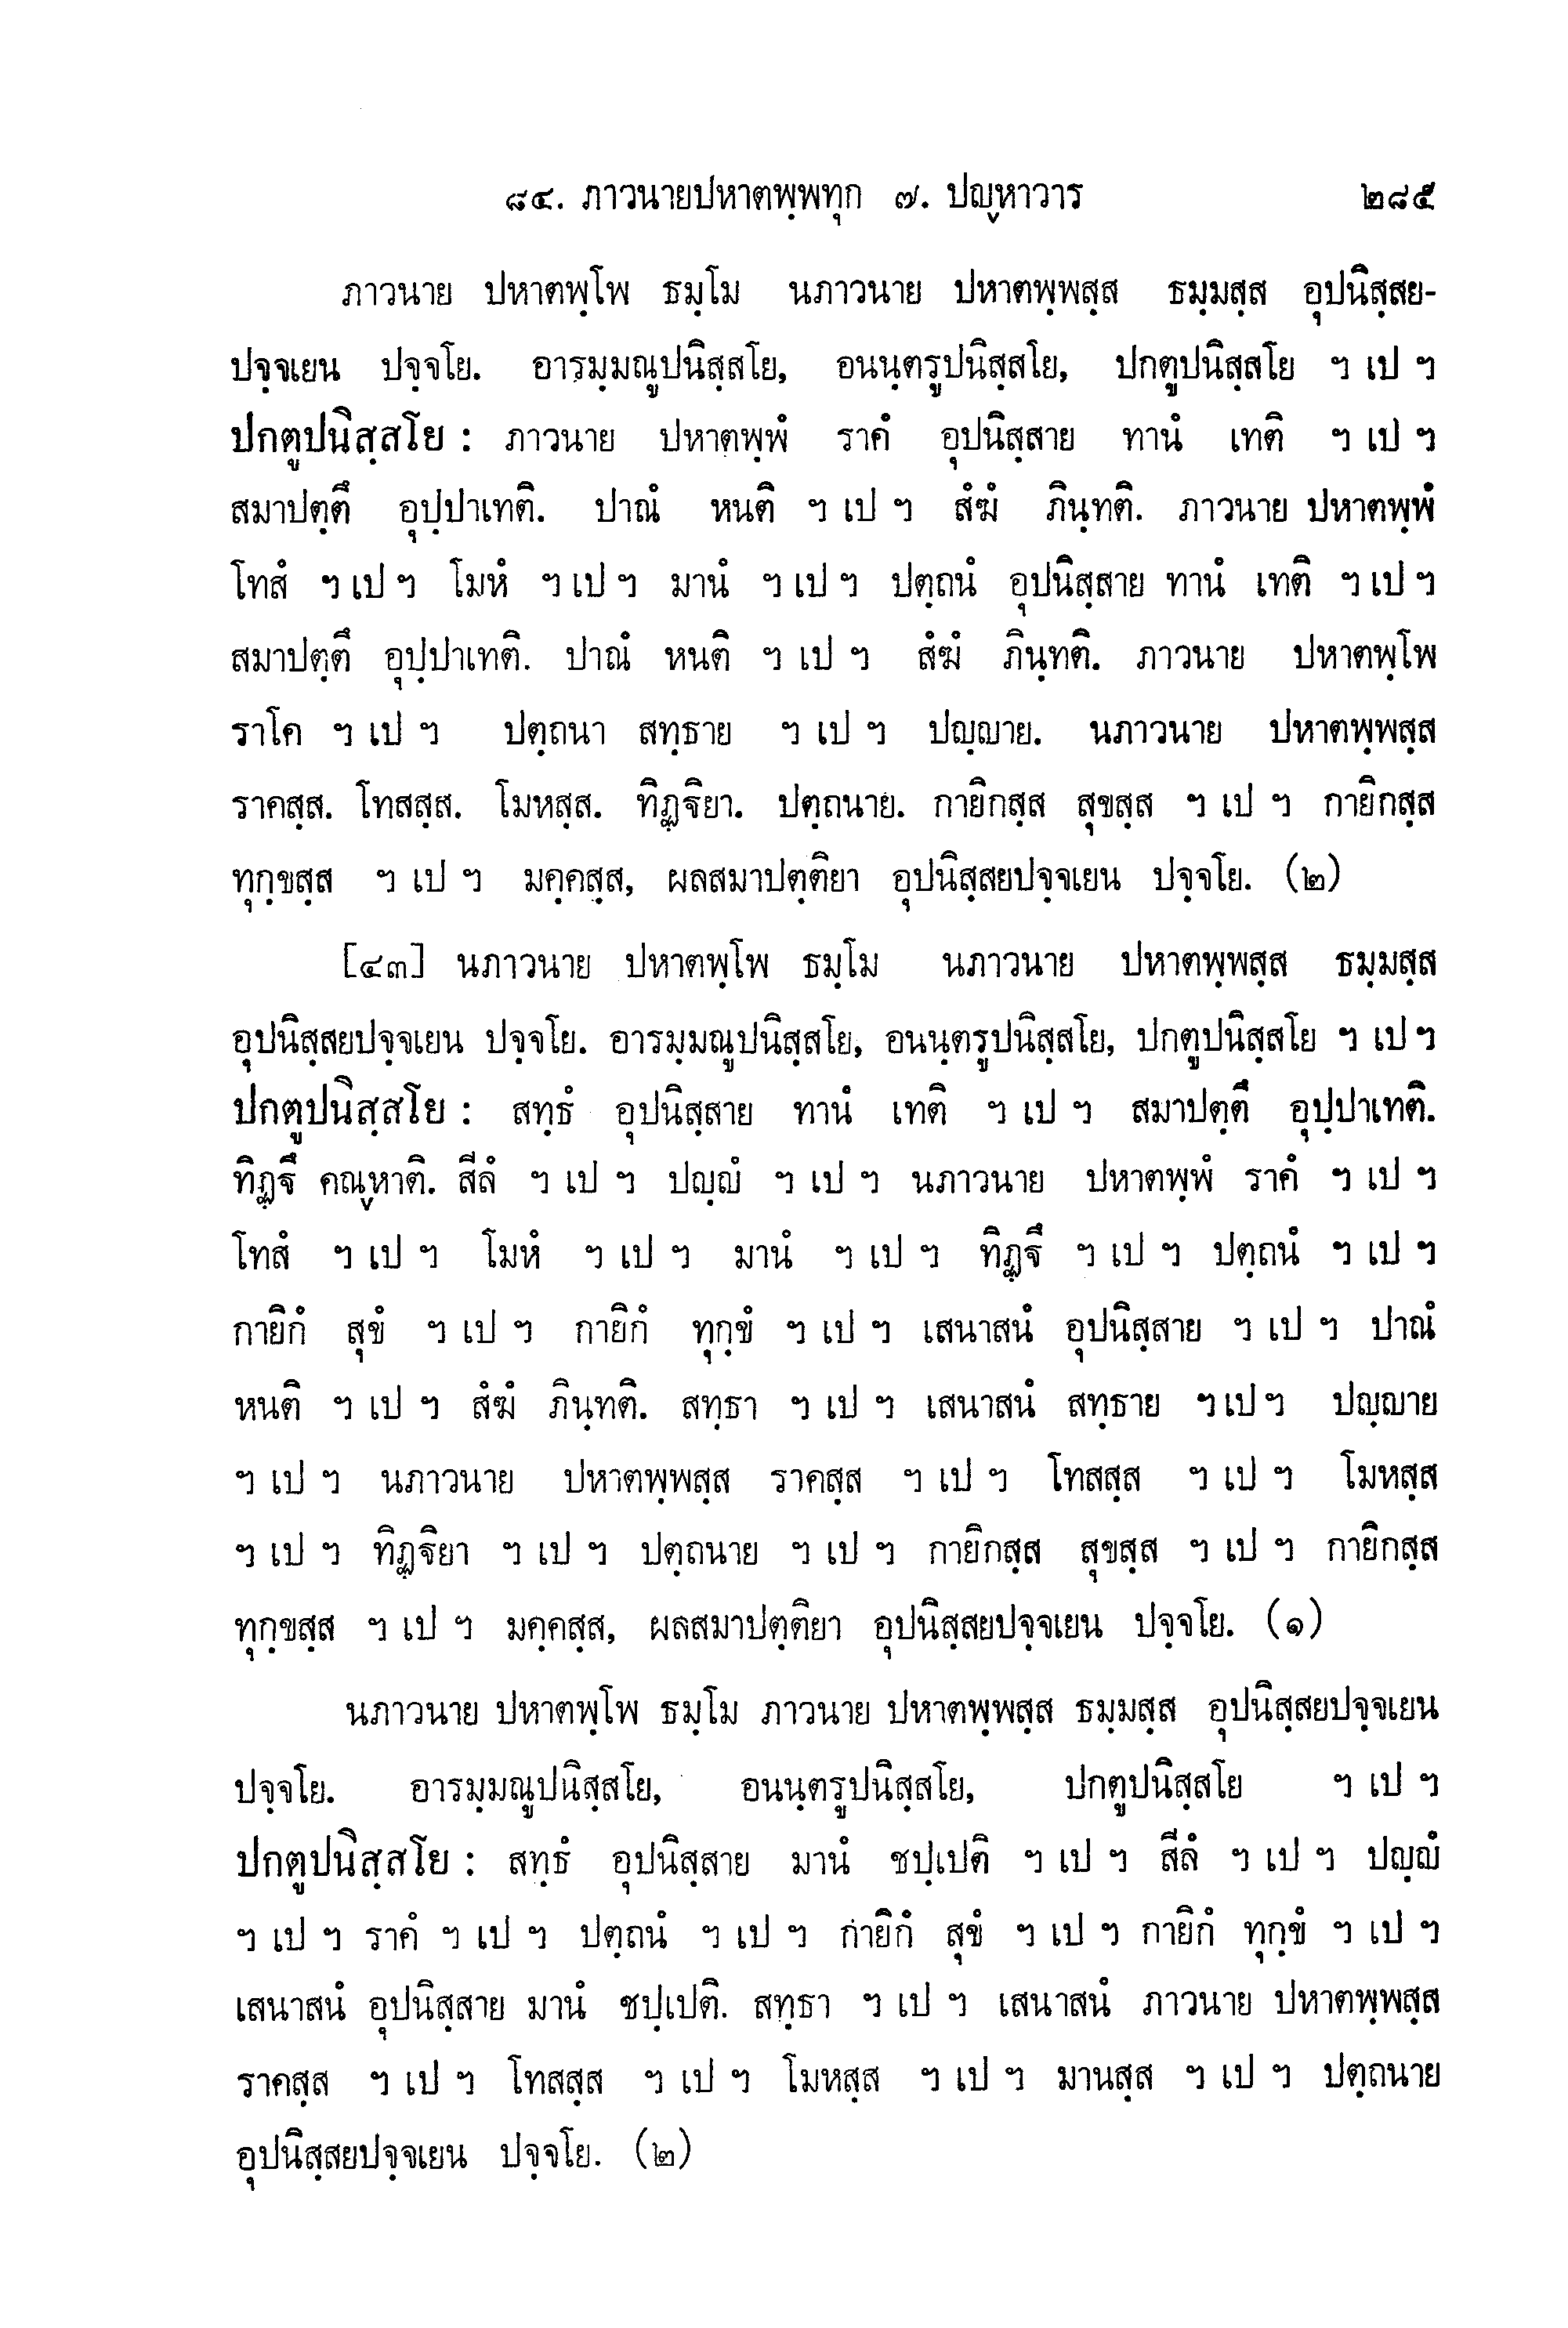 ๘๔. ภาวนายปหาตพฺพทุก ๗. ปญฺหาวาร ๒๘๕
ภาวนาย ปหาตพฺโพ ธมฺโม นภาวนาย ปหาตพฺพสฺส ธมฺมสฺส อุปนิสฺสย-
ปจฺจเยน ปจฺจโย. อารมฺมณูปนิสฺสโย, อนนฺตรูปนิสฺสโย, ปกตูปนิสฺสโย ฯ เป ฯ
ปกตูปนิสฺสโย : ภาวนาย ปหาตพฺพํ ราคํ อุปนิสฺสาย ทานํ เทติ ฯ เป ฯ
สมาปตฺตึ อุปฺปาเทติ. ปาณํ หนติ ฯ เป ฯ สํฆํ ภินฺทติ. ภาวนาย ปหาตพฺพํ
โทสํ ฯ เป ฯ โมหํ ฯ เป ฯ มานํ ฯ เป ฯ ปตฺถนํ อุปนิสฺสาย ทานํ เทติ ฯ เป ฯ
สมาปตฺตึ อุปฺปาเทติ. ปาณํ หนติ ฯ เป ฯ สํฆํ ภินฺทติ. ภาวนาย ปหาตพฺโพ
ราโค ฯ เป ฯ ปตฺถนา สทฺธาย ฯ เป ฯ ปญฺญาย. นภาวนาย ปหาตพฺพสฺส
ราคสฺส. โทสสฺส. โมหสฺส. ทิฏฺฐิยา. ปตฺถนาย. กายิกสฺส สุขสฺส ฯ เป ฯ กายิกสฺส
ทุกฺขสฺส ฯ เป ฯ มคฺคสฺส, ผลสมาปตฺติยา อุปนิสฺสยปจฺจเยน ปจฺจโย. (๒)
[๔๓] นภาวนาย ปหาตพฺโพ ธมฺโม นภาวนาย ปหาตพฺพสฺส ธมฺมสฺส
อุปนิสฺสยปจฺจเยน ปจฺจโย. อารมฺมณูปนิสฺสโย, อนนฺตรูปนิสฺสโย, ปกตูปนิสฺสโย ฯ เป ฯ
ปกตูปนิสฺสโย : สทฺธํ อุปนิสฺสาย ทานํ เทติ ฯ เป ฯ สมาปตฺตึ อุปฺปาเทติ.
ทิฏฺฐึ คณฺหาติ. สีลํ ฯ เป ฯ ปญฺญํ ฯ เป ฯ นภาวนาย ปหาตพฺพํ ราคํ ฯ เป ฯ
โทสํ ฯ เป ฯ โมหํ ฯ เป ฯ มานํ ฯ เป ฯ ทิฏฺฐึ ฯ เป ฯ ปตฺถนํ ฯ เป ฯ
กายิกํ สุขํ ฯ เป ฯ กายิกํ ทุกฺขํ ฯ เป ฯ เสนาสนํ อุปนิสฺสาย ฯ เป ฯ ปาณํ
หนติ ฯ เป ฯ สํฆํ ภินฺทติ. สทฺธา ฯ เป ฯ เสนาสนํ สทฺธาย ฯ เป ฯ ปญฺญาย
ฯ เป ฯ นภาวนาย ปหาตพฺพสฺส ราคสฺส ฯ เป ฯ โทสสฺส ฯ เป ฯ โมหสฺส
ฯ เป ฯ ทิฏฺฐิยา ฯ เป ฯ ปตฺถนาย ฯ เป ฯ กายิกสฺส สุขสฺส ฯ เป ฯ กายิกสฺส
ทุกฺขสฺส ฯ เป ฯ มคฺคสฺส, ผลสมาปตฺติยา อุปนิสฺสยปจฺจเยน ปจฺจโย. (๑)
นภาวนาย ปหาตพฺโพ ธมฺโม ภาวนาย ปหาตพฺพสฺส ธมฺมสฺส อุปนิสฺสยปจฺจเยน
ปจฺจโย. อารมฺมณูปนิสฺสโย, อนนฺตรูปนิสฺสโย, ปกตูปนิสฺสโย ฯ เป ฯ
ปกตูปนิสฺสโย : สทฺธํ อุปนิสฺสาย มานํ ชปฺเปติ ฯ เป ฯ สีลํ ฯ เป ฯ ปญฺญํ
ฯ เป ฯ ราคํ ฯ เป ฯ ปตฺถนํ ฯ เป ฯ กายิกํ สุขํ ฯ เป ฯ กายิกํ ทุกฺขํ ฯ เป ฯ
เสนาสนํ อุปนิสฺสาย มานํ ชปฺเปติ. สทฺธา ฯ เป ฯ เสนาสนํ ภาวนาย ปหาตพฺพสฺส
ราคสฺส ฯ เป ฯ โทสสฺส ฯ เป ฯ โมหสฺส ฯ เป ฯ มานสฺส ฯ เป ฯ ปตฺถนาย
อุปนิสฺสยปจฺจเยน ปจฺจโย. (๒)